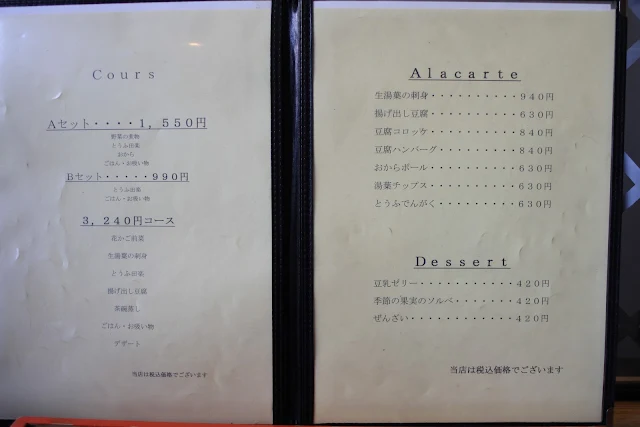 Cours
Aセット・・・・1,550円
野菜の煮物
とうふ田楽
おから
ごはん・お吸い物
Bセット・・・・・990円
とうふ田楽
ごはん・お吸い物
3,240円コース
花かご前菜
生湯葉の刺身
とうふ田楽
揚げ出し豆腐
茶碗蒸し
ごはん・お吸い物
デザート
当店は税込価格でございます
Alacarte
生湯葉の刺身・・・・・・・・・・940円
揚げ出し豆腐・・・・・・・・・・630円
豆腐コロッケ・・・・・・・・・・840円
豆腐ハンバーグ・・・・・・・・・840円
おからボール・・・・・・・・・・630円
湯葉チップス・・・・・・・・・・630円
とうふでんがく・・・・・・・・・630円
Dessert
豆乳ゼリー・・・・・・・・・・・420円
季節の果実のソルベ・・・・・・・420円
ぜんざい・・・・・・・・・・・・420円
当店は税込価格でございます